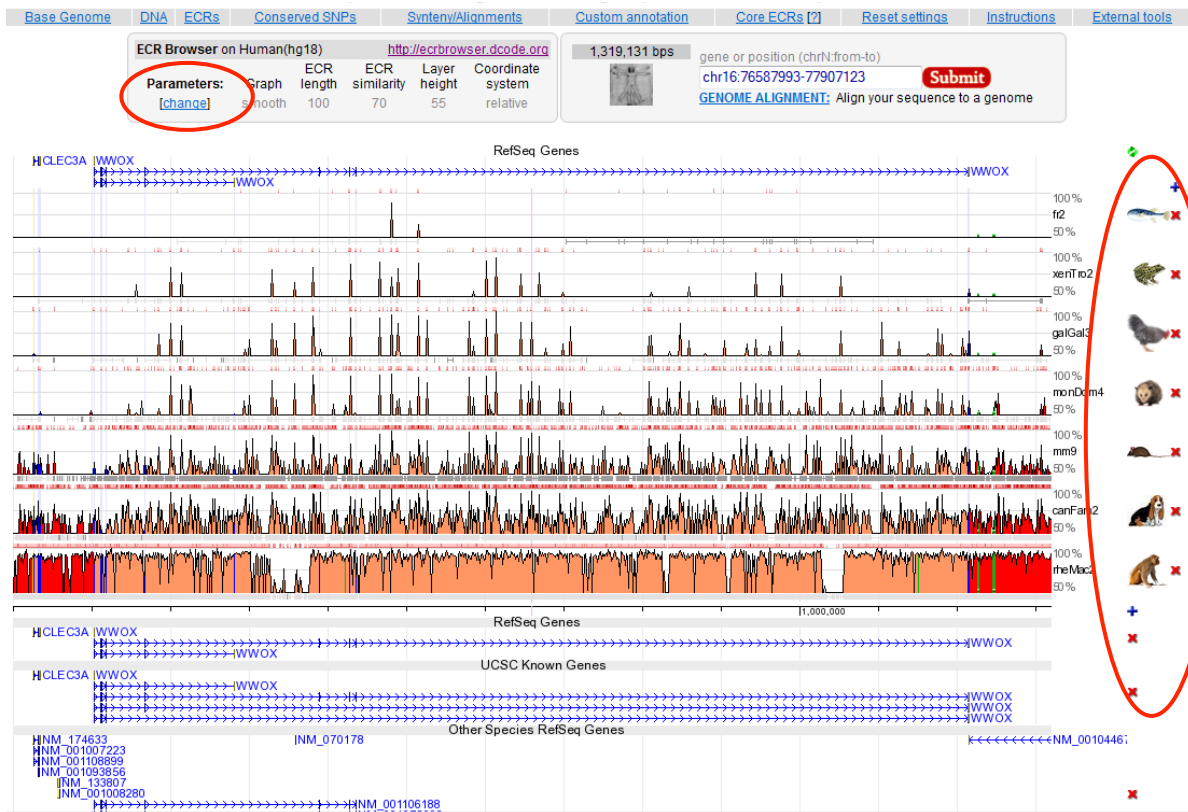 Base Genome DNA ECRs Conserved SNPs Synteny/Alignments Custom annotation Core ECRs [?] Reset settings Instructions External tools
ECR Browser on Human(hg18) http://ecrbrowser.dcode.org
Parameters: Graph ECR length ECR similarity Layer height Coordinate system
[change] smooth 100 70 55 relative
1,319,131 bps
gene or position (chrN:from-to)
chr16:76587993-77907123 Submit
GENOME ALIGNMENT: Align your sequence to a genome
RefSeq Genes
CLEC3A WWOX
WWOX
WWOX
100%
fr2
50%
100%
xenTro2
50%
100%
galGal3
50%
100%
monDom4
50%
100%
mm9
50%
100%
canFam2
50%
100%
rheMac2
50%
1,000,000
RefSeq Genes
CLEC3A WWOX
WWOX
WWOX
UCSC Known Genes
CLEC3A WWOX
WWOX
WWOX
WWOX
WWOX
Other Species RefSeq Genes
NM_174633 NM_070178 NM_00104467
NM_001007223
NM_001108899
NM_001093856
NM_133807
NM_001008280
NM_001106188